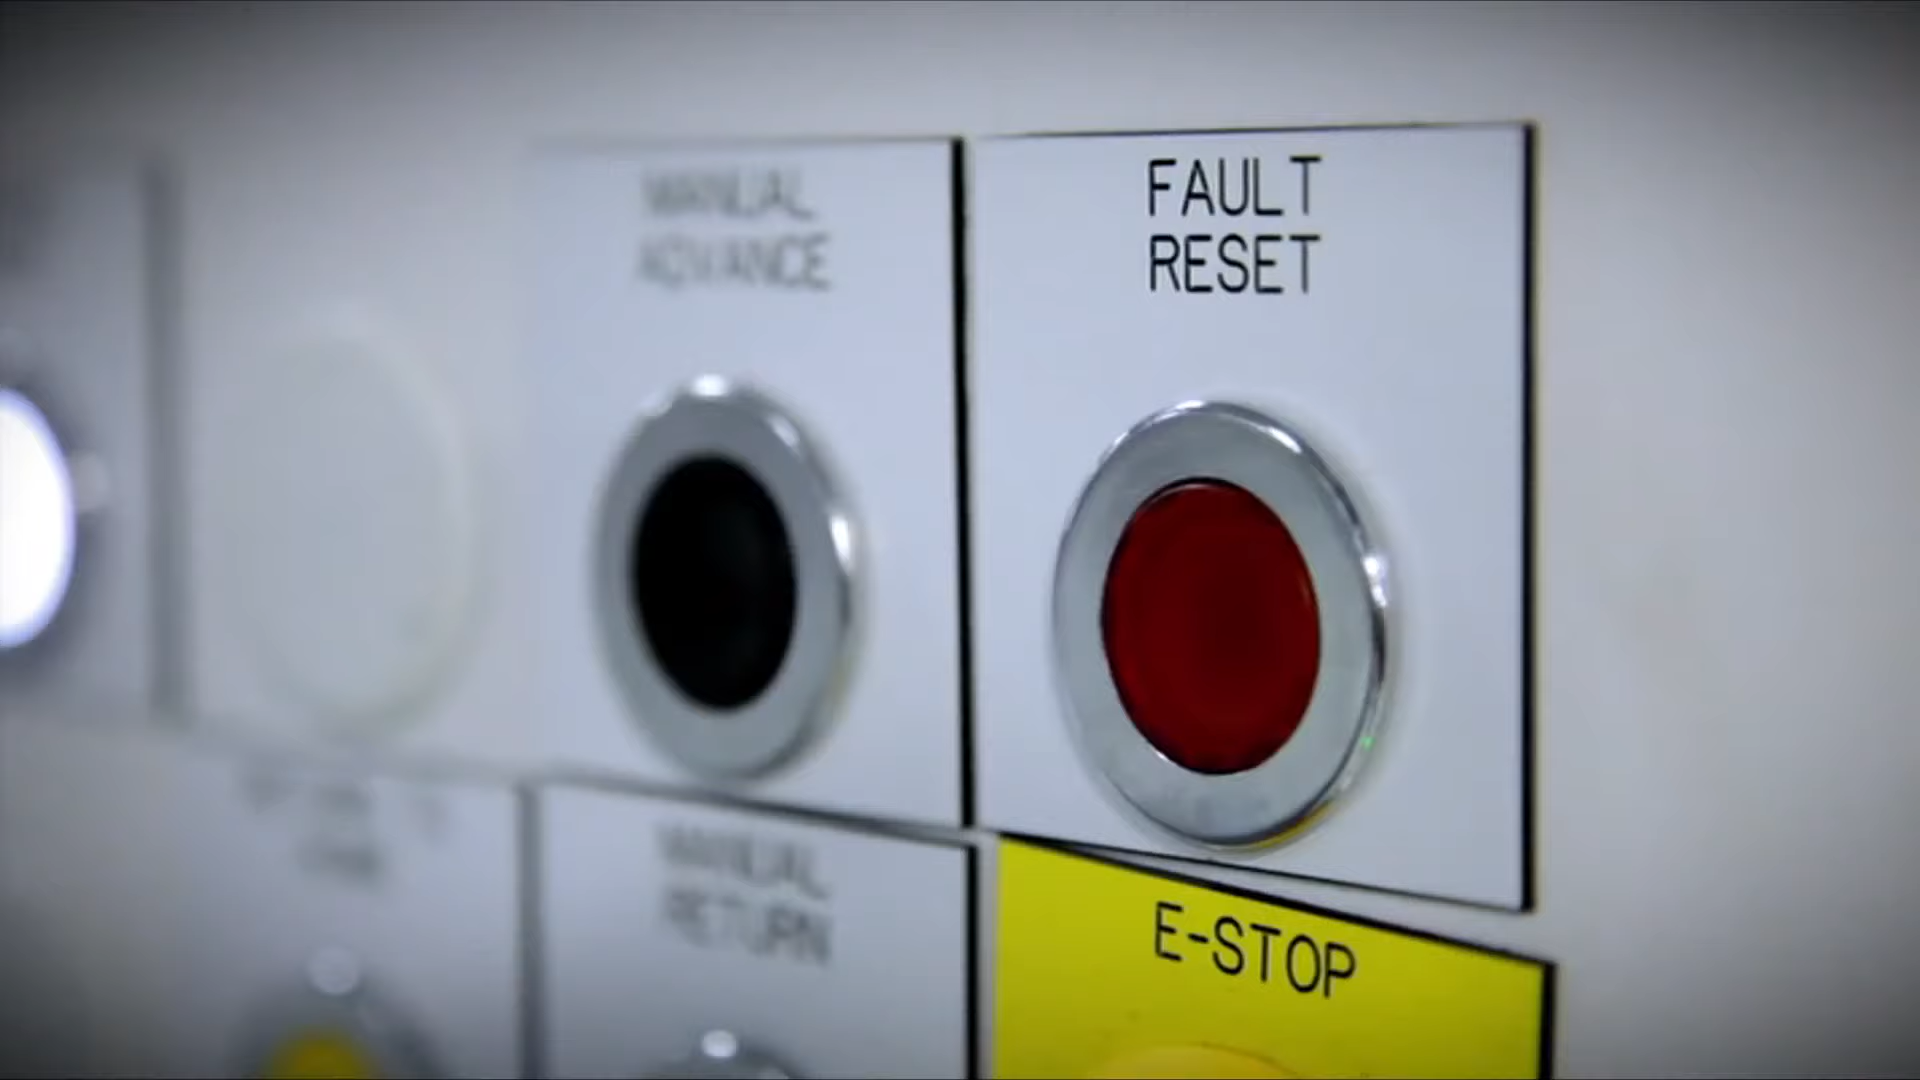 MANUAL
ADVANCE
FAULT
RESET
MANUAL
RETURN
E-STOP